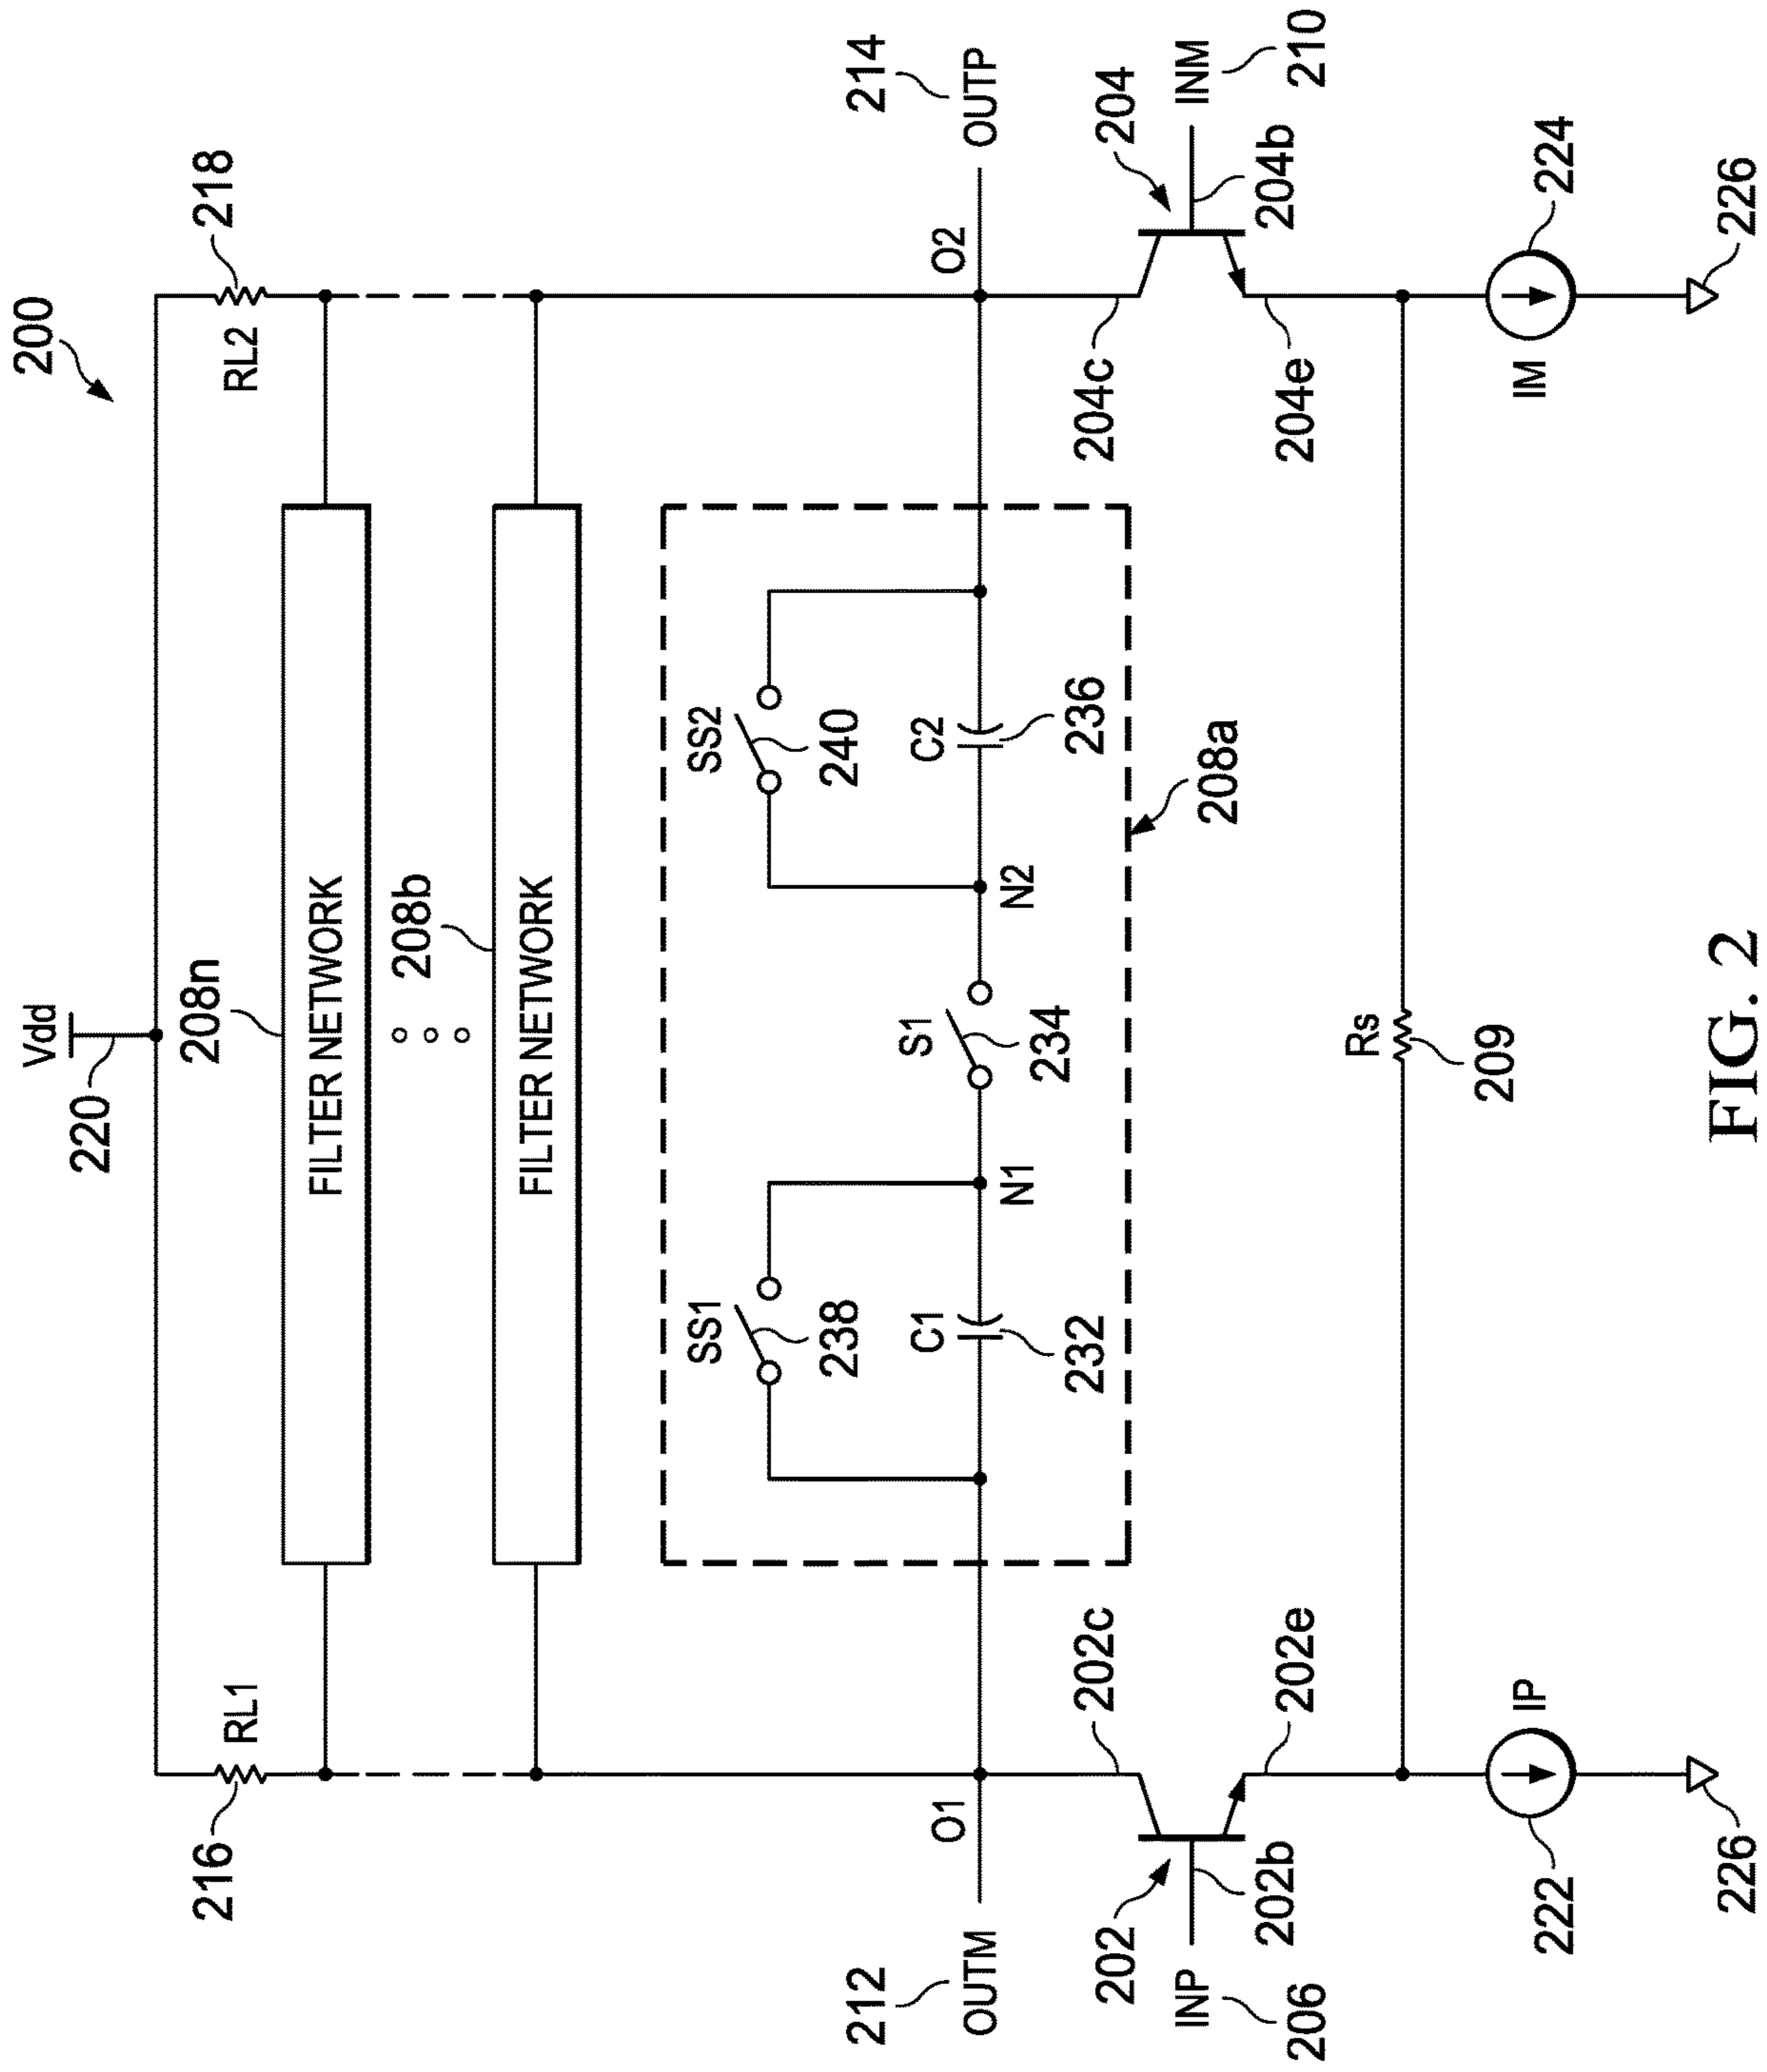 200
Vdd
220
216
RL1
RL2
218
208n
FILTER NETWORK
208b
FILTER NETWORK
SS1
238
SS2
240
212
OUTM
O1
C1
232
N1
S1
234
N2
C2
236
O2
OUTP
214
208a
202
INP
206
202b
202c
202e
204c
204e
204
204b
INM
210
Rs
209
222
IP
IM
224
226
226
FIG. 2